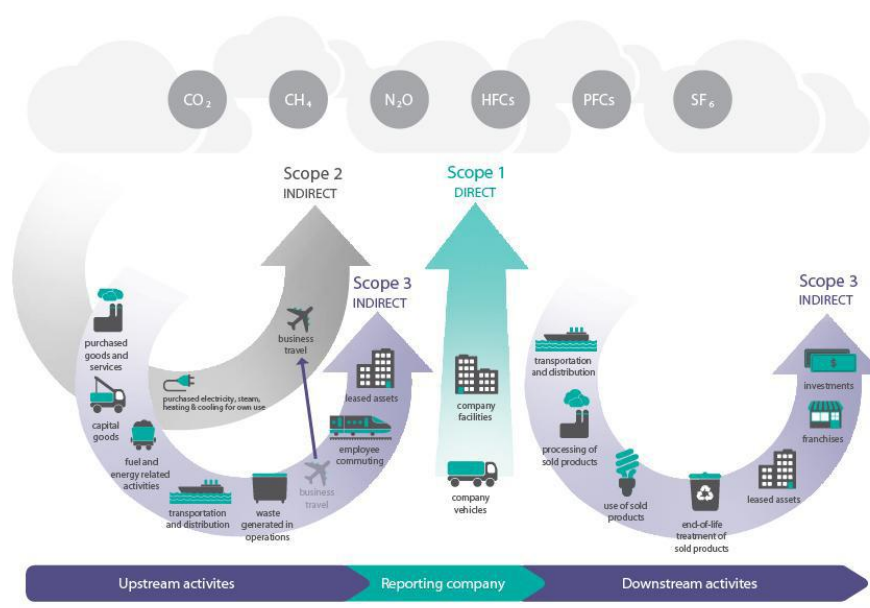 CO₂
CH₄
N₂O
HFCs
PFCs
SF₆
Scope 2
INDIRECT
Scope 1
DIRECT
Scope 3
INDIRECT
Scope 3
INDIRECT
purchased
goods and
services
capital
goods
fuel and
energy related
activities
purchased electricity, steam,
heating & cooling for own use
business
travel
transportation
and distribution
waste
generated in
operations
business
travel
employee
commuting
leased assets
company
facilities
company
vehicles
transportation
and distribution
processing of
sold products
use of sold
products
end-of-life
treatment of
sold products
leased assets
franchises
investments
$
Upstream activites
Reporting company
Downstream activites